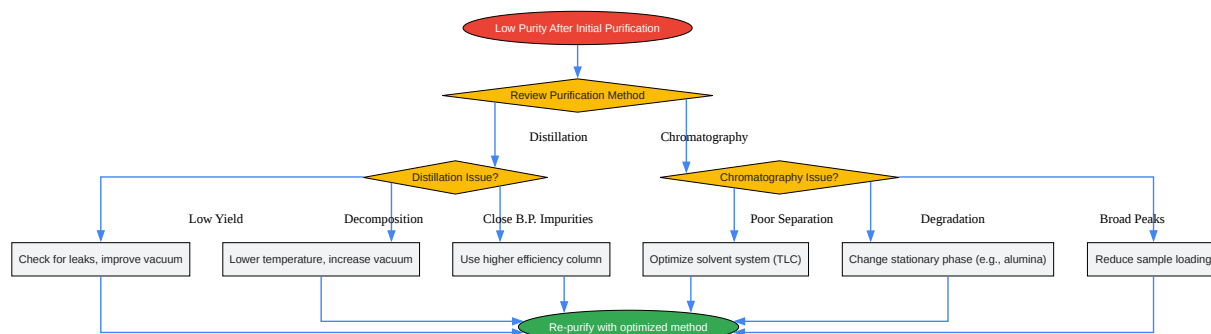 Low Purity After Initial Purification
Review Purification Method
Distillation
Chromatography
Distillation Issue?
Chromatography Issue?
Low Yield
Decomposition
Close B.P. Impurities
Poor Separation
Degradation
Broad Peaks
Check for leaks, improve vacuum
Lower temperature, increase vacuum
Use higher efficiency column
Optimize solvent system (TLC)
Change stationary phase (e.g., alumina)
Reduce sample loading
Re-purify with optimized method